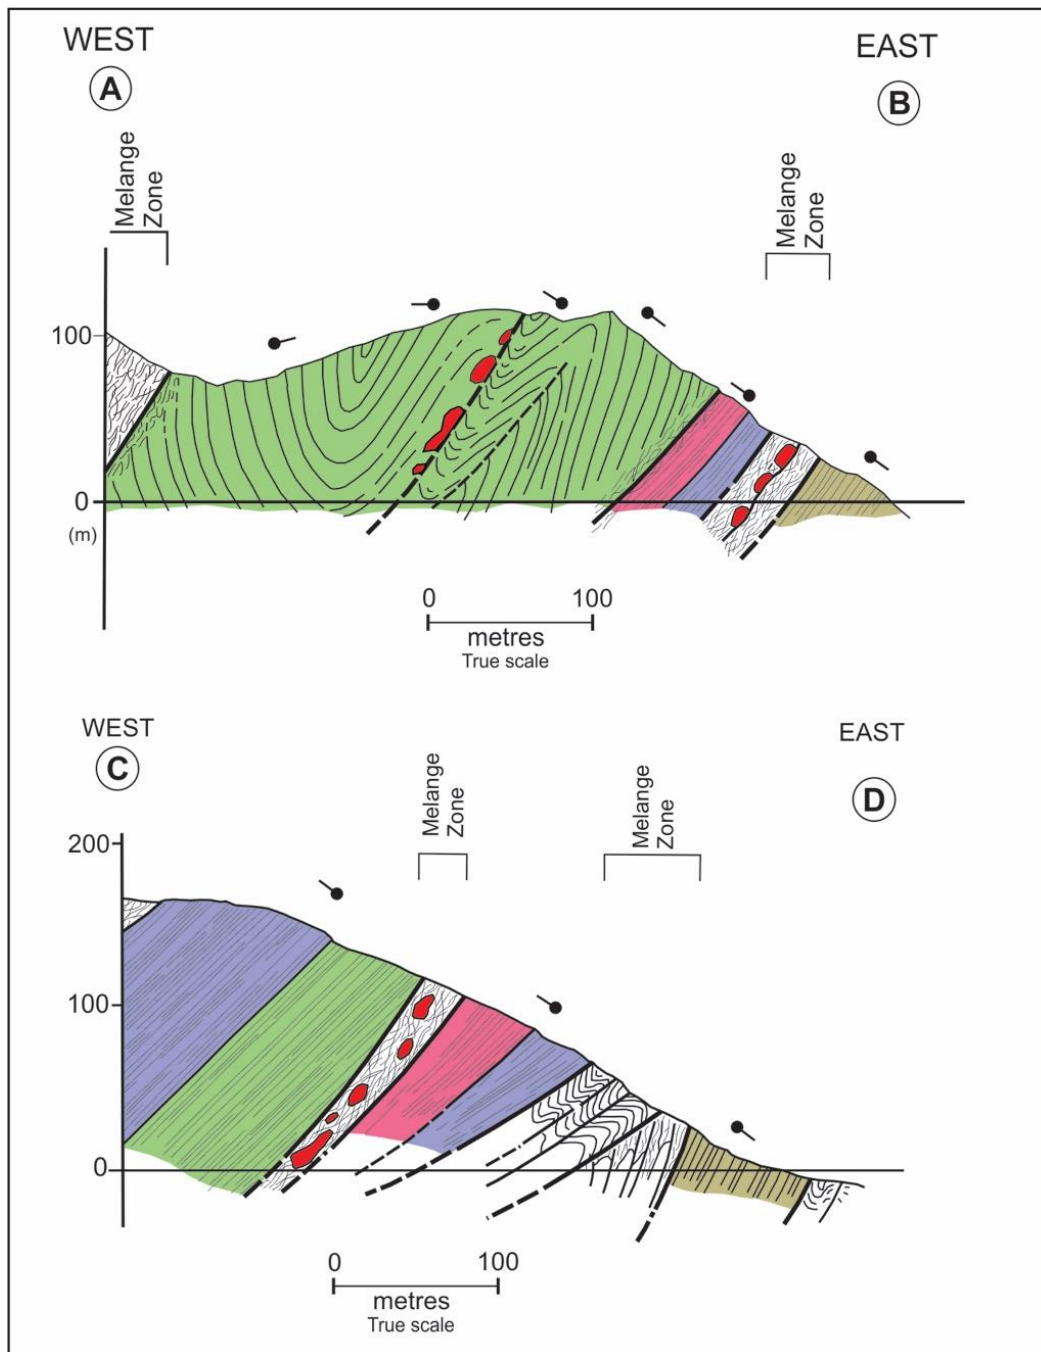 WEST
EAST
A
B
Melange
Zone
Melange
Zone
100
0
(m)
0 100
metres
True scale
WEST
EAST
C
D
Melange
Zone
Melange
Zone
200
100
0
0 100
metres
True scale